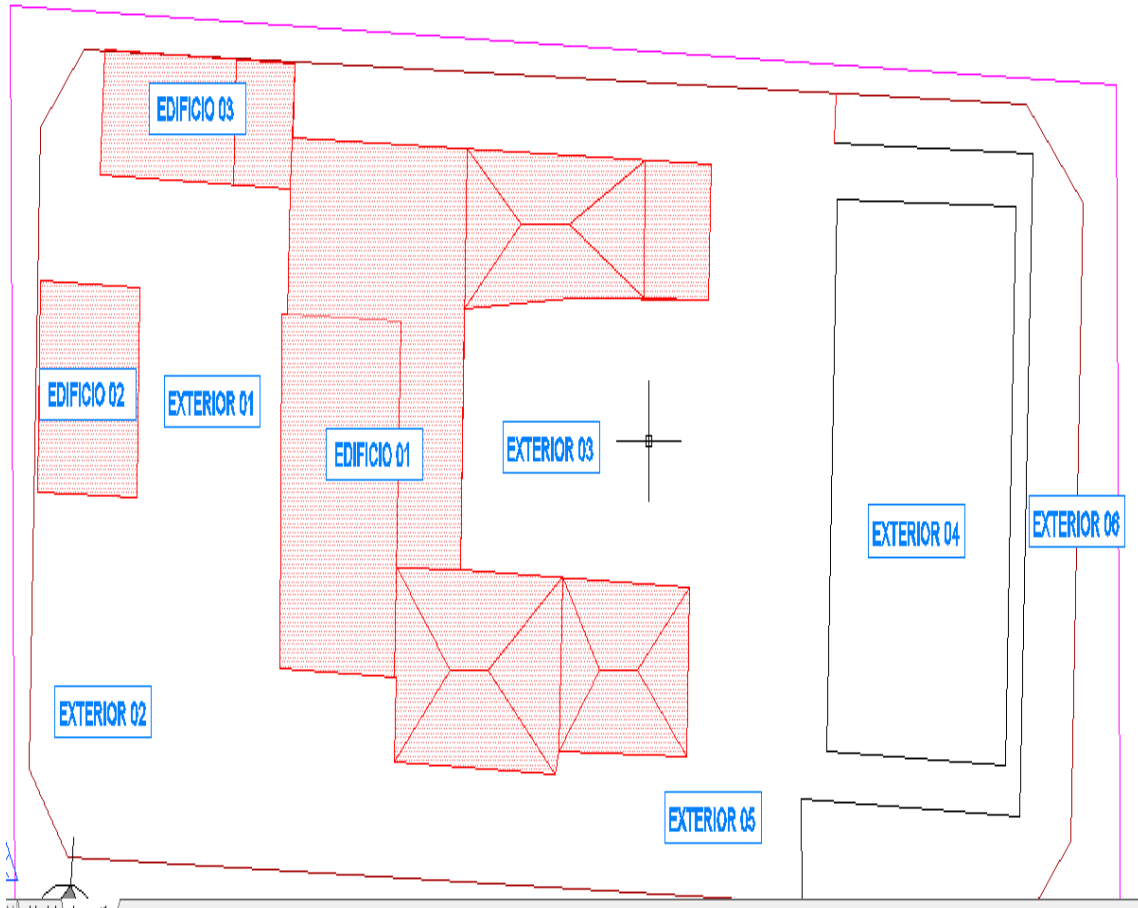 EDIFICIO 03
EDIFICIO 02
EXTERIOR 01
EDIFICIO 01
EXTERIOR 03
EXTERIOR 04
EXTERIOR 06
EXTERIOR 02
EXTERIOR 05